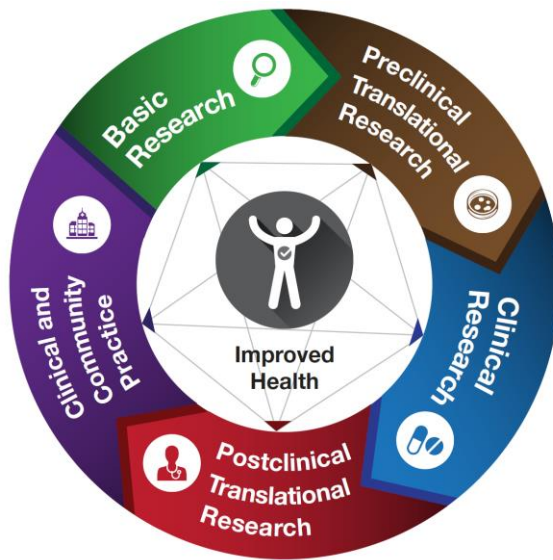 Basic
Research
Preclinical
Translational
Research
Clinical
Research
Postclinical
Translational
Research
Clinical and
Community
Practice
Improved
Health